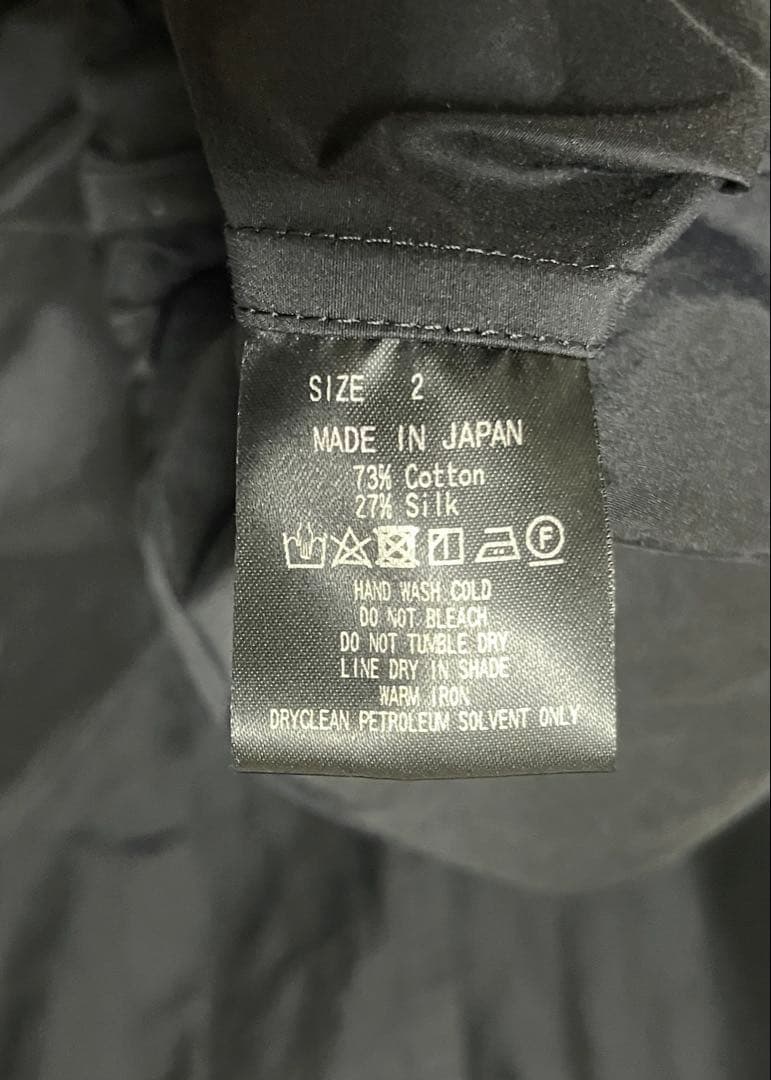 SIZE 2
MADE IN JAPAN
73% Cotton
27% Silk
F
HAND WASH COLD
DO NOT BLEACH
DO NOT TUMBLE DRY
LINE DRY IN SHADE
WARM IRON
DRYCLEAN PETROLEUM SOLVENT ONLY